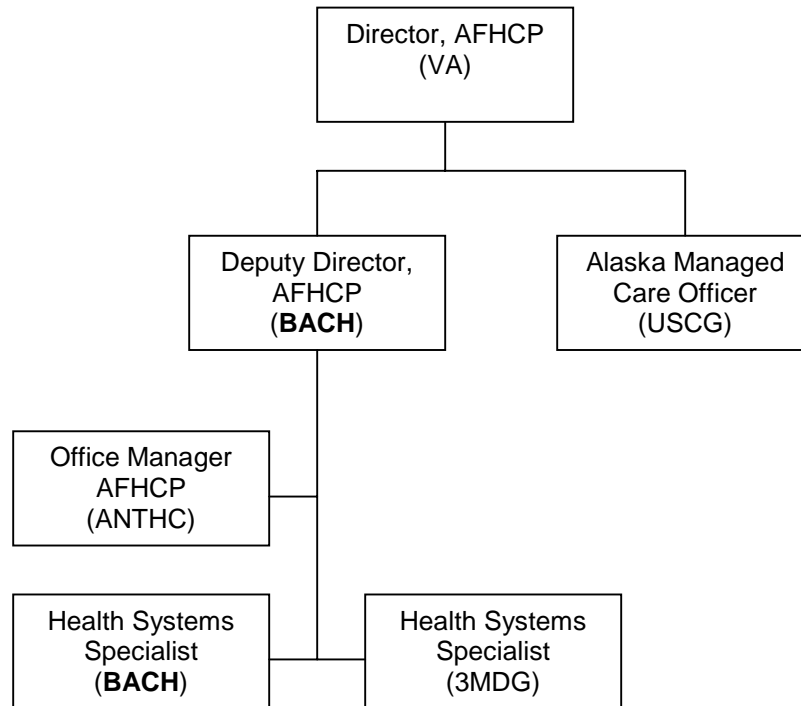 Director, AFHCP
(VA)
Deputy Director,
AFHCP
(BACH)
Alaska Managed
Care Officer
(USCG)
Office Manager
AFHCP
(ANTHC)
Health Systems
Specialist
(BACH)
Health Systems
Specialist
(3MDG)